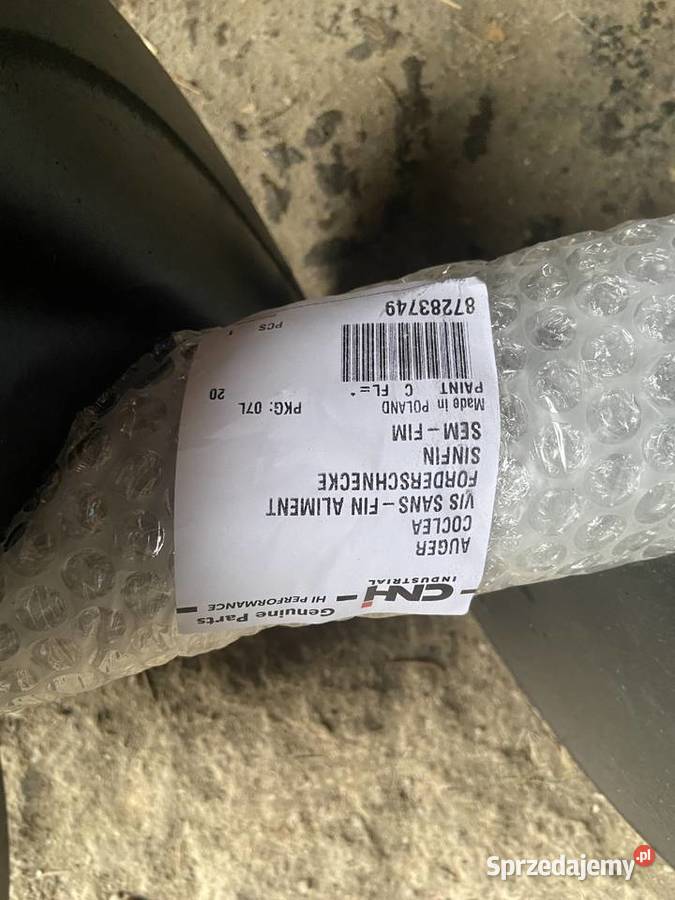 Genuine Parts
HI PERFORMANCE
CNH
INDUSTRIAL
AUGER
COCLEA
VIS SANS-FIN ALIMENT
FORDERSCHNECKE
SINFIN
SEM-FIM
Made in POLAND PKG: 07L 20
PAINT C FL=*
1 PCS
87283749
Sprzedajemy.pl